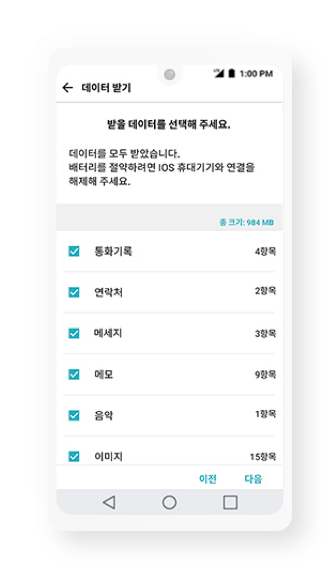 1:00 PM
데이터 받기
받을 데이터를 선택해 주세요.
데이터를 모두 받았습니다.
배터리를 절약하려면 IOS 휴대기기와 연결을
해제해 주세요.
총 크기: 984 MB
통화기록 4항목
연락처 2항목
메세지 3항목
메모 9항목
음악 1항목
이미지 15항목
이전 다음